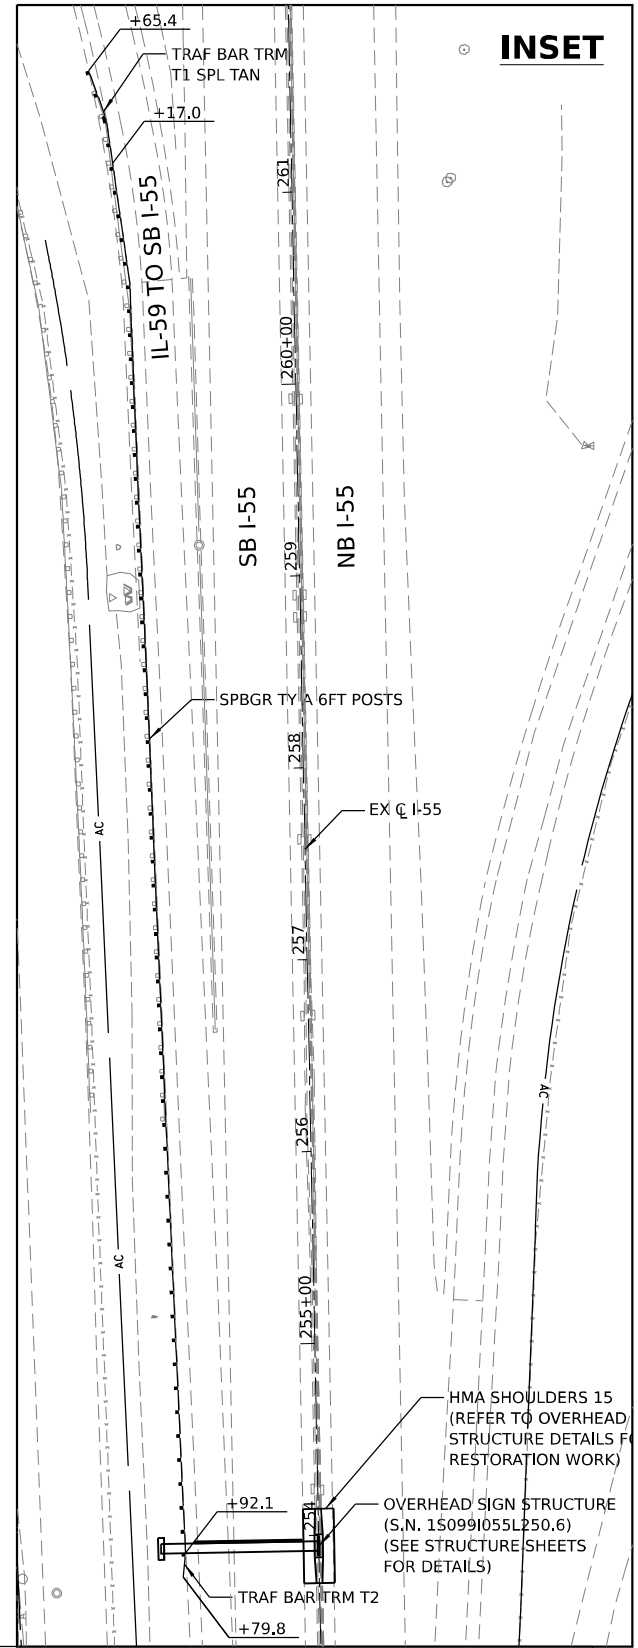 INSET
+65.4
TRAF BAR TRM
T1 SPL TAN
+17.0
261
IL-59 TO SB I-55
260+00
SB I-55
NB I-55
259
SPBGR TY A 6FT POSTS
258
EX ℄ I-55
AC
257
AC
256
AC
255+00
HMA SHOULDERS 15
(REFER TO OVERHEAD
STRUCTURE DETAILS FO
RESTORATION WORK)
+92.1
254
OVERHEAD SIGN STRUCTURE
(S.N. 1S099I055L250.6)
(SEE STRUCTURE SHEETS
FOR DETAILS)
TRAF BAR TRM T2
+79.8